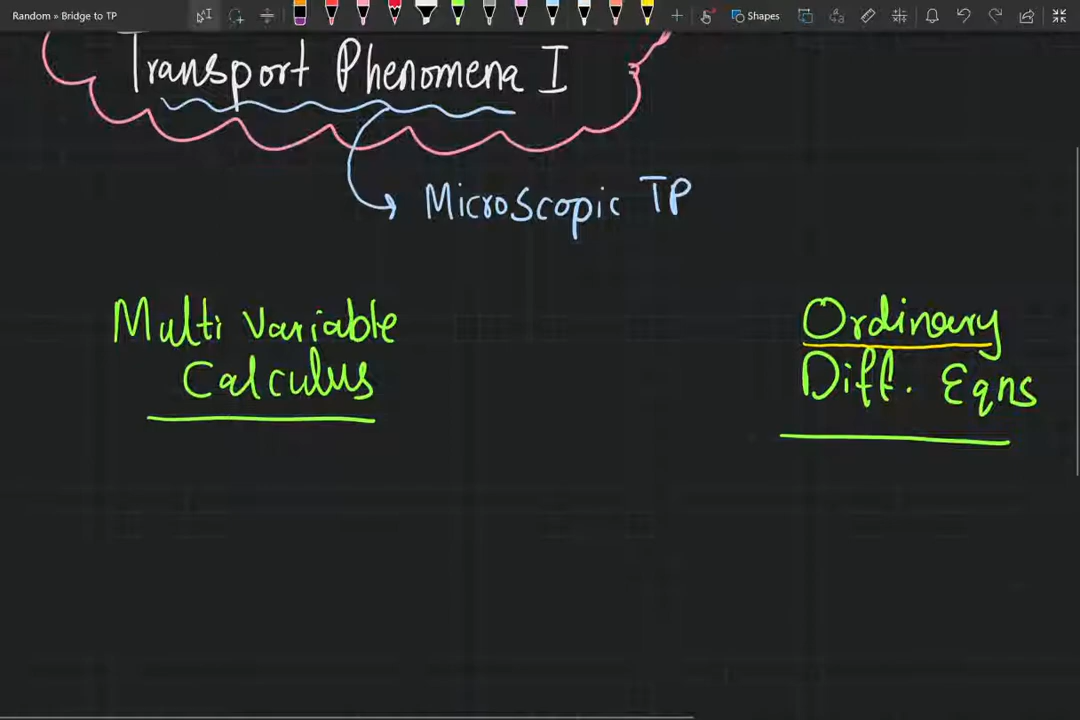 Random » Bridge to TP
Shapes
Transport Phenomena I
Microscopic TP
Multi Variable
Calculus
Ordinary
Diff. Eqns